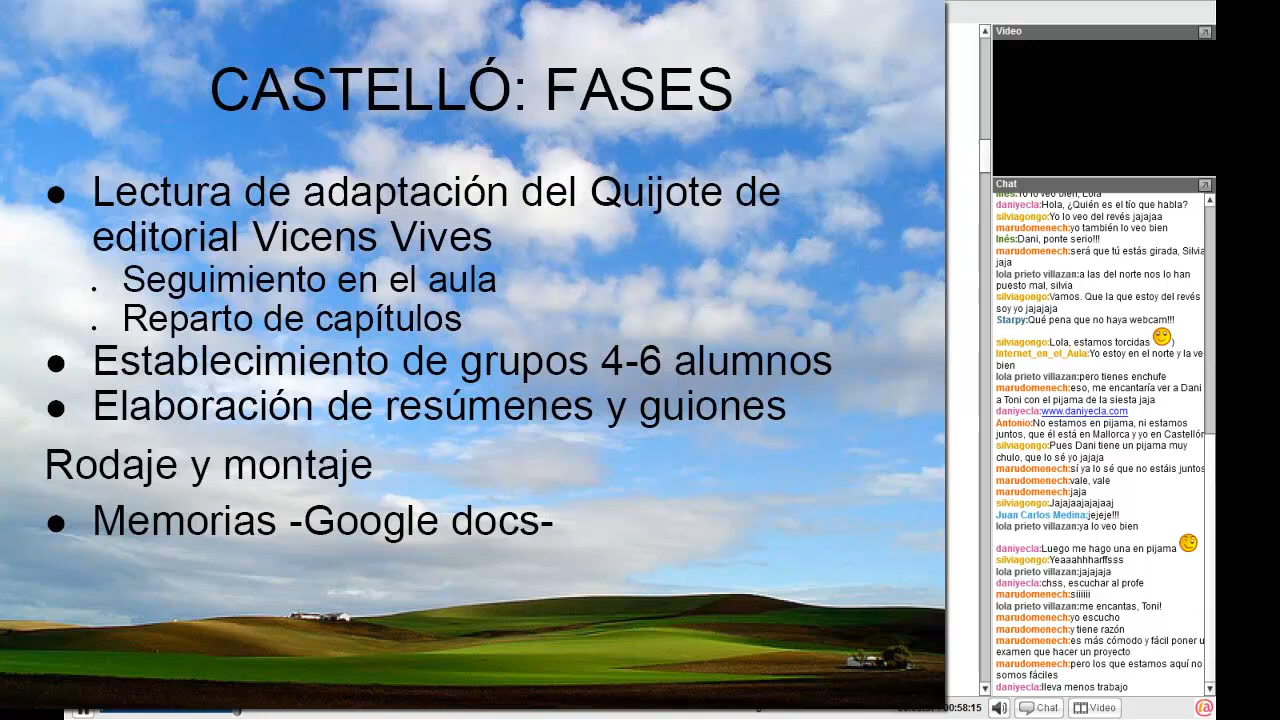 CASTELLÓ: FASES
● Lectura de adaptación del Quijote de
editorial Vicens Vives
. Seguimiento en el aula
. Reparto de capítulos
● Establecimiento de grupos 4-6 alumnos
● Elaboración de resúmenes y guiones
Rodaje y montaje
● Memorias -Google docs-
Video
Chat
Inés:Yo lo veo bien, Lola
daniyecla:Hola, ¿Quién es el tío que habla?
silviagongo:Yo lo veo del revés jajajaa
marudomenech:yo también lo veo bien
Inés:Dani, ponte serio!!!
marudomenech:será que tú estás girada, Silvia
jaja
lola prieto villazan:a las del norte nos lo han
puesto mal, silvia
silviagongo:Vamos. Que la que estoy del revés
soy yo jajajaja
Starpy:Qué pena que no haya webcam!!!
silviagongo:Lola, estamos torcidas )
Internet_en_el_Aula:Yo estoy en el norte y la ve
bien
lola prieto villazan:pero tienes enchufe
marudomenech:eso, me encantaría ver a Dani
a Toni con el pijama de la siesta jaja
daniyecla:www.daniyecla.com
Antonio:No estamos en pijama, ni estamos
juntos, que él está en Mallorca y yo en Castellón
silviagongo:Pues Dani tiene un pijama muy
chulo, que lo sé yo jajaja
marudomenech:sí ya lo sé que no estáis juntos
marudomenech:vale, vale
marudomenech:jaja
silviagongo:Jajajaajajajaaj
Juan Carlos Medina:jejeje!!!
lola prieto villazan:ya lo veo bien
daniyecla:Luego me hago una en pijama
silviagongo:Yeaaahhharffsss
lola prieto villazan:jajajaja
daniyecla:chss, escuchar al profe
marudomenech:siiiiii
lola prieto villazan:me encantas, Toni!
marudomenech:yo escucho
marudomenech:y tiene razón
marudomenech:es más cómodo y fácil poner u
examen que hacer un proyecto
marudomenech:pero los que estamos aquí no
somos fáciles
daniyecla:lleva menos trabajo
00:58:15
Chat
Video